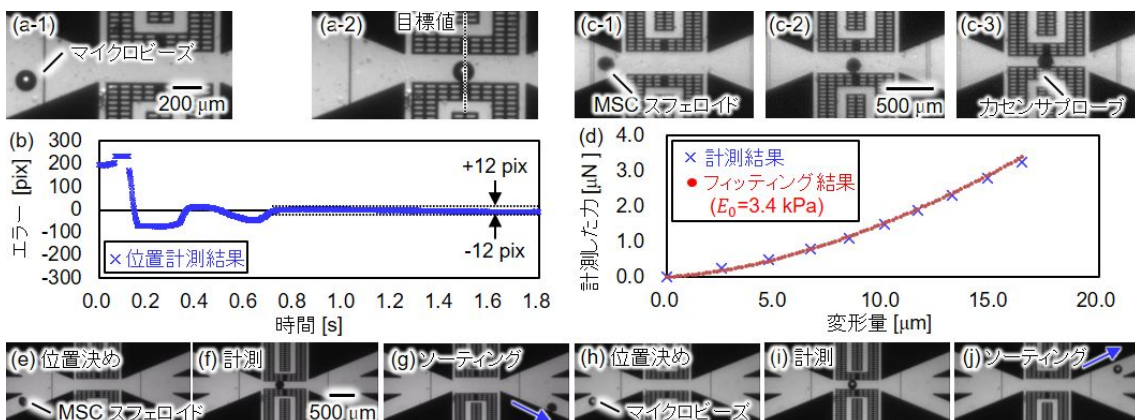 (a-1)
マイクロビーズ
200 μm
(a-2)
目標値
(c-1)
MSC スフェロイド
(c-2)
500 μm
(c-3)
力センサプローブ
(b)
エラー [pix]
300
200
100
0
-100
-200
-300
+12 pix
-12 pix
× 位置計測結果
0.0 0.2 0.4 0.6 0.8 1.0 1.2 1.4 1.6 1.8
時間 [s]
(d)
計測した力 [μN]
4.0
3.0
2.0
1.0
0.0
× 計測結果
● フィッティング結果
(E₀=3.4 kPa)
0.0 5.0 10.0 15.0 20.0
変形量 [μm]
(e) 位置決め
MSC スフェロイド
(f) 計測
500 μm
(g) ソーティング
(h) 位置決め
マイクロビーズ
(i) 計測
(j) ソーティング